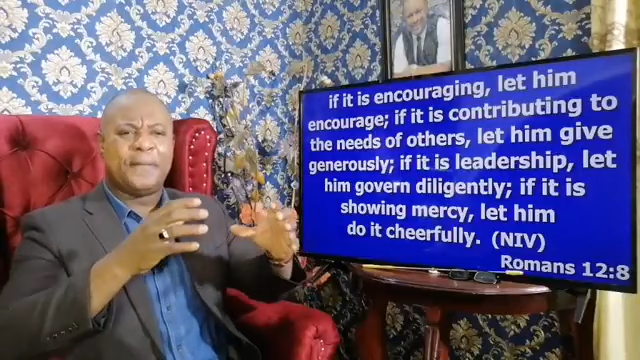 if it is encouraging, let him
encourage; if it is contributing to
the needs of others, let him give
generously; if it is leadership, let
him govern diligently; if it is
showing mercy, let him
do it cheerfully. (NIV)
Romans 12:8